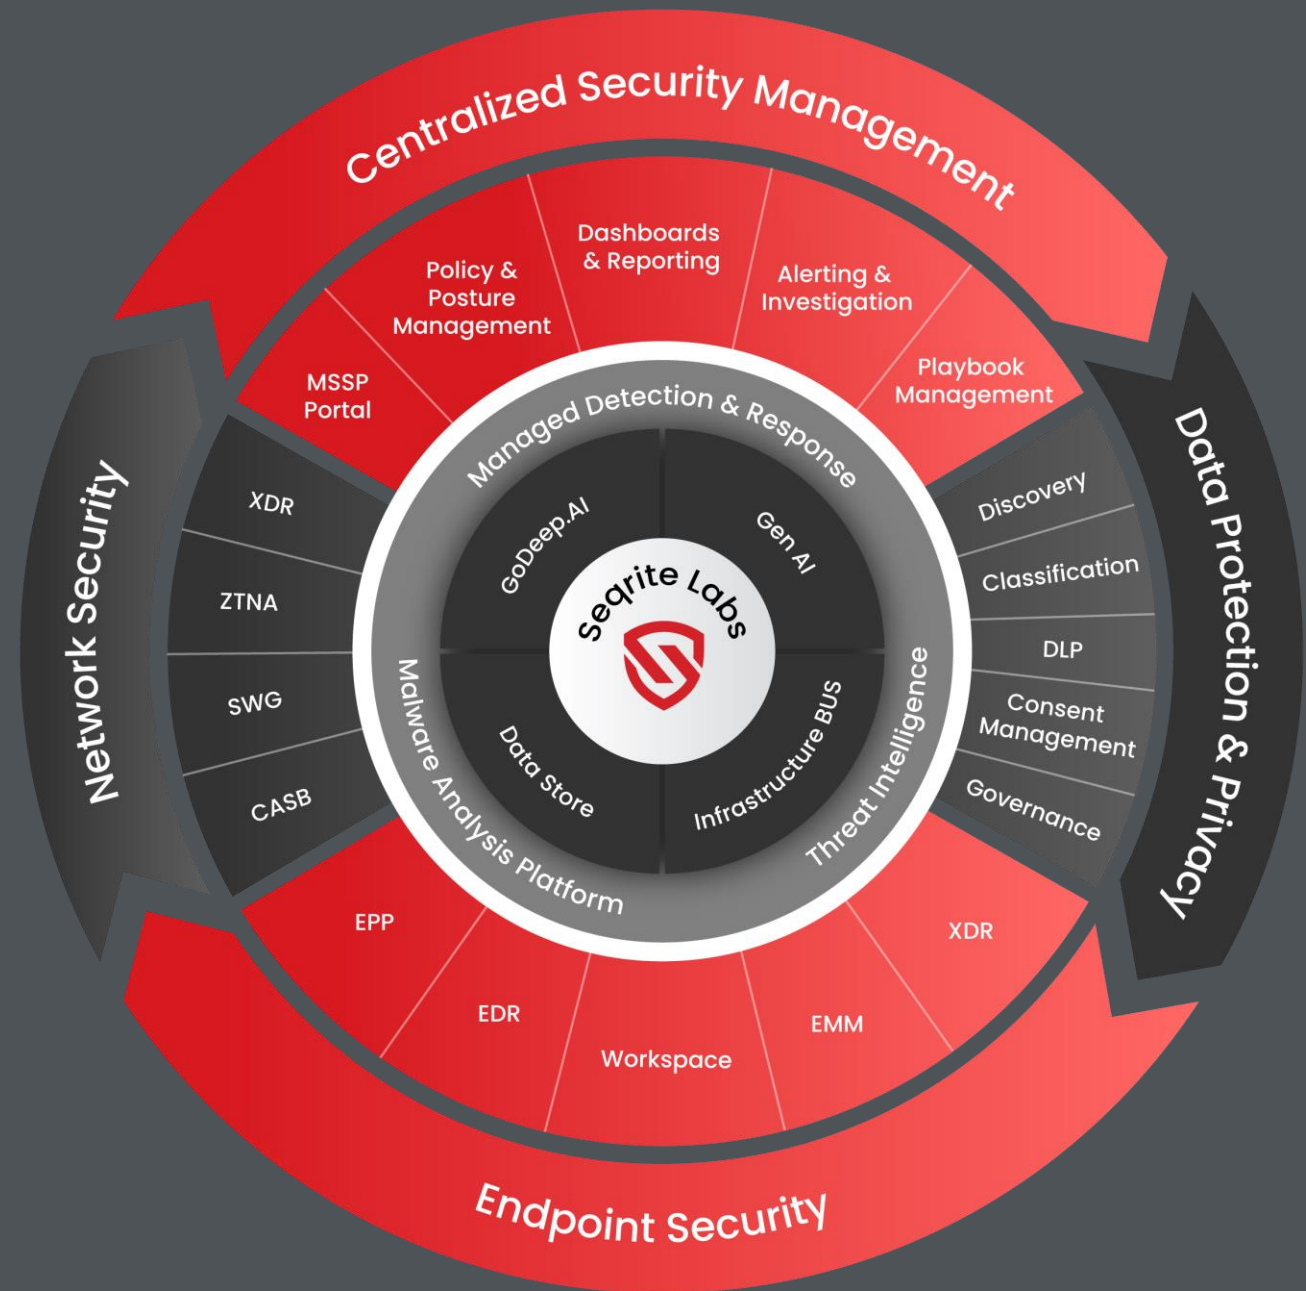 Centralized Security Management
Dashboards
& Reporting
Policy &
Posture
Management
Alerting &
Investigation
MSSP
Portal
Playbook
Management
Network Security
XDR
ZTNA
SWG
CASB
Managed Detection & Response
GoDeep.AI
Gen AI
Seqrite Labs
Data Store
Infrastructure BUS
Malware Analysis Platform
Threat Intelligence
Discovery
Classification
DLP
Consent
Management
Governance
Data Protection & Privacy
EPP
EDR
Workspace
EMM
XDR
Endpoint Security